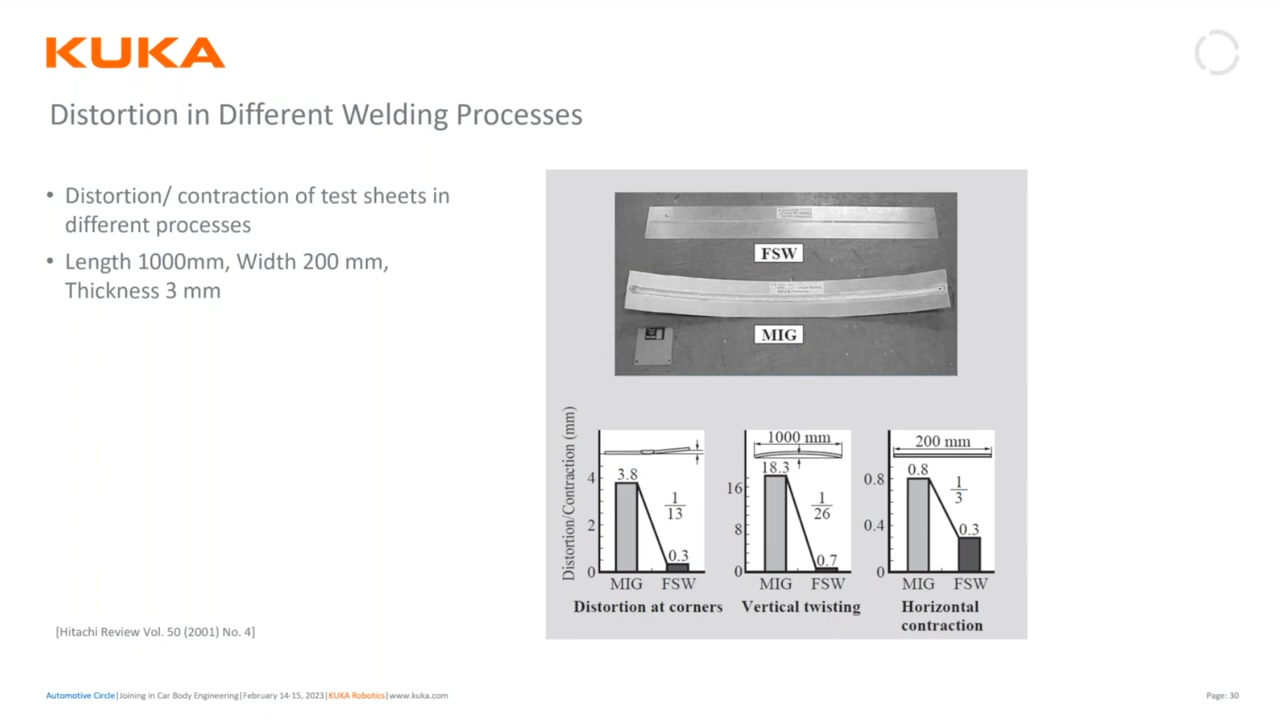 KUKA
Distortion in Different Welding Processes
• Distortion/ contraction of test sheets in
different processes
• Length 1000mm, Width 200 mm,
Thickness 3 mm
FSW
MIG
Distortion/Contraction (mm)
4
2
0
3.8
1
13
0.3
MIG FSW
Distortion at corners
1000 mm
16
8
0
18.3
1
26
0.7
MIG FSW
Vertical twisting
200 mm
0.8
0.4
0
0.8
1
3
0.3
MIG FSW
Horizontal
contraction
[Hitachi Review Vol. 50 (2001) No. 4]
Automotive Circle|Joining in Car Body Engineering|February 14-15, 2023|KUKA Robotics|www.kuka.com
Page: 30